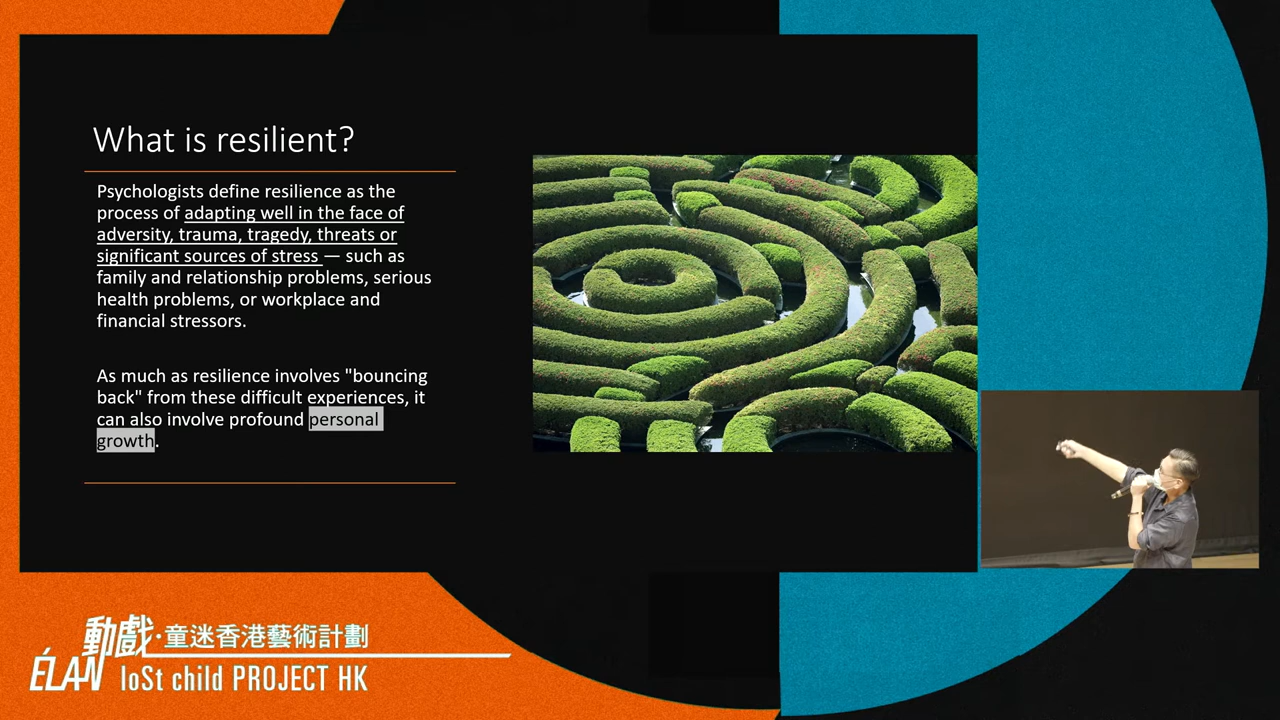 What is resilient?
Psychologists define resilience as the
process of adapting well in the face of
adversity, trauma, tragedy, threats or
significant sources of stress — such as
family and relationship problems, serious
health problems, or workplace and
financial stressors.
As much as resilience involves "bouncing
back" from these difficult experiences, it
can also involve profound personal
growth.
動戲·童迷香港藝術計劃
ÉLAN loSt child PROJECT HK